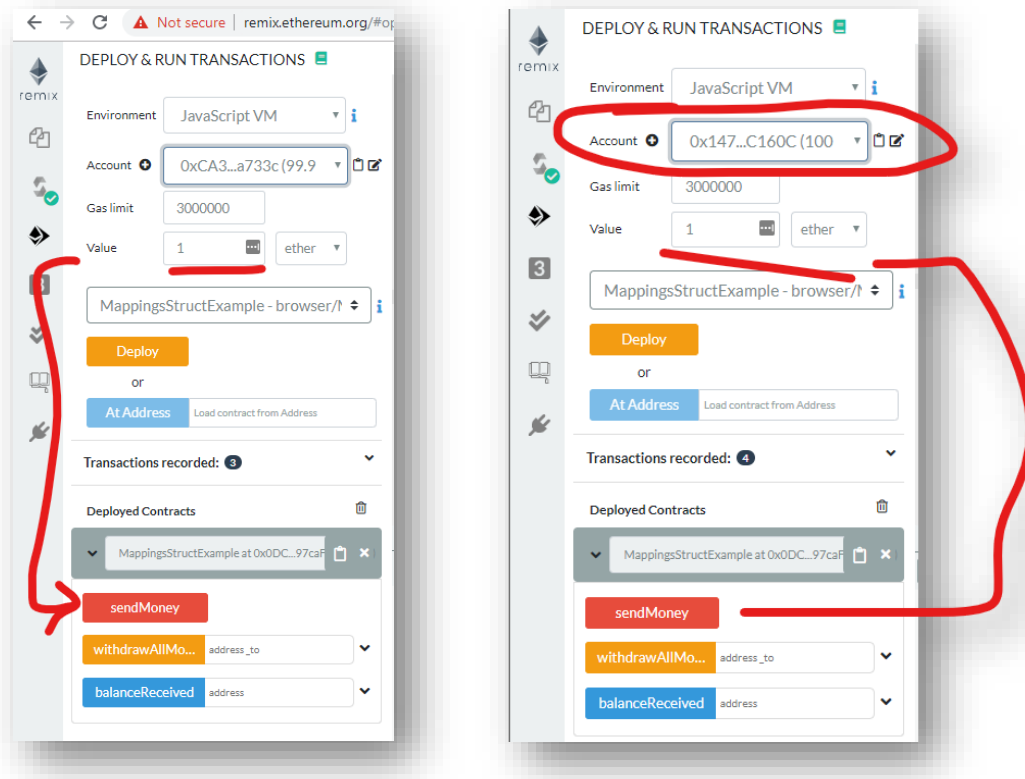 Not secure | remix.ethereum.org/#op
DEPLOY & RUN TRANSACTIONS
remix
Environment JavaScript VM
Account 0xCA3...a733c (99.9
Gas limit 3000000
Value 1 ether
MappingsStructExample - browser/M
Deploy
or
At Address Load contract from Address
Transactions recorded: 3
Deployed Contracts
MappingsStructExample at 0x0DC...97caF
sendMoney
withdrawAllMo... address _to
balanceReceived address
DEPLOY & RUN TRANSACTIONS
remix
Environment JavaScript VM
Account 0x147...C160C (100
Gas limit 3000000
Value 1 ether
3
MappingsStructExample - browser/M
Deploy
or
At Address Load contract from Address
Transactions recorded: 4
Deployed Contracts
MappingsStructExample at 0x0DC...97caF
sendMoney
withdrawAllMo... address _to
balanceReceived address